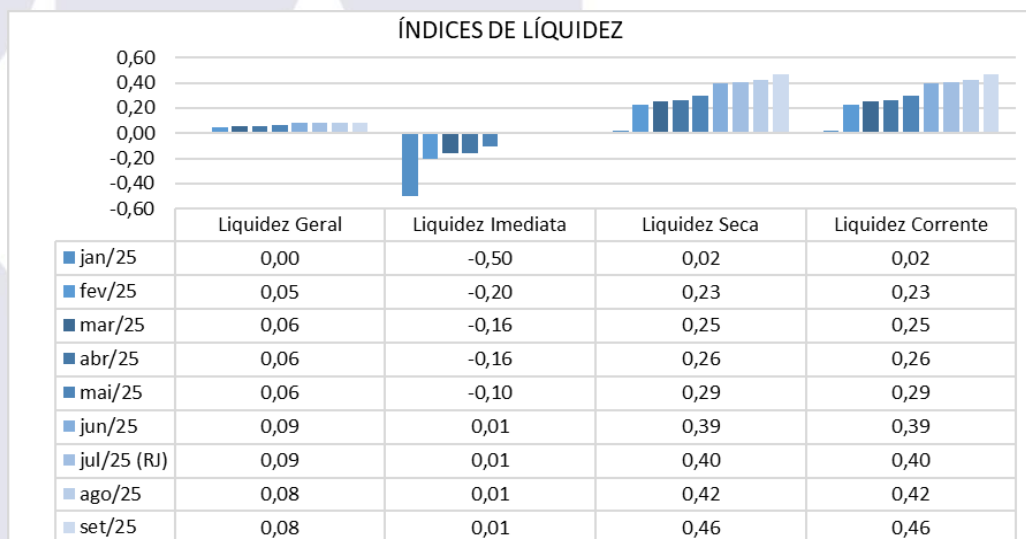 ÍNDICES DE LÍQUIDEZ
0,60
0,40
0,20
0,00
-0,20
-0,40
-0,60
Liquidez Geral Liquidez Imediata Liquidez Seca Liquidez Corrente
jan/25 0,00 -0,50 0,02 0,02
fev/25 0,05 -0,20 0,23 0,23
mar/25 0,06 -0,16 0,25 0,25
abr/25 0,06 -0,16 0,26 0,26
mai/25 0,06 -0,10 0,29 0,29
jun/25 0,09 0,01 0,39 0,39
jul/25 (RJ) 0,09 0,01 0,40 0,40
ago/25 0,08 0,01 0,42 0,42
set/25 0,08 0,01 0,46 0,46